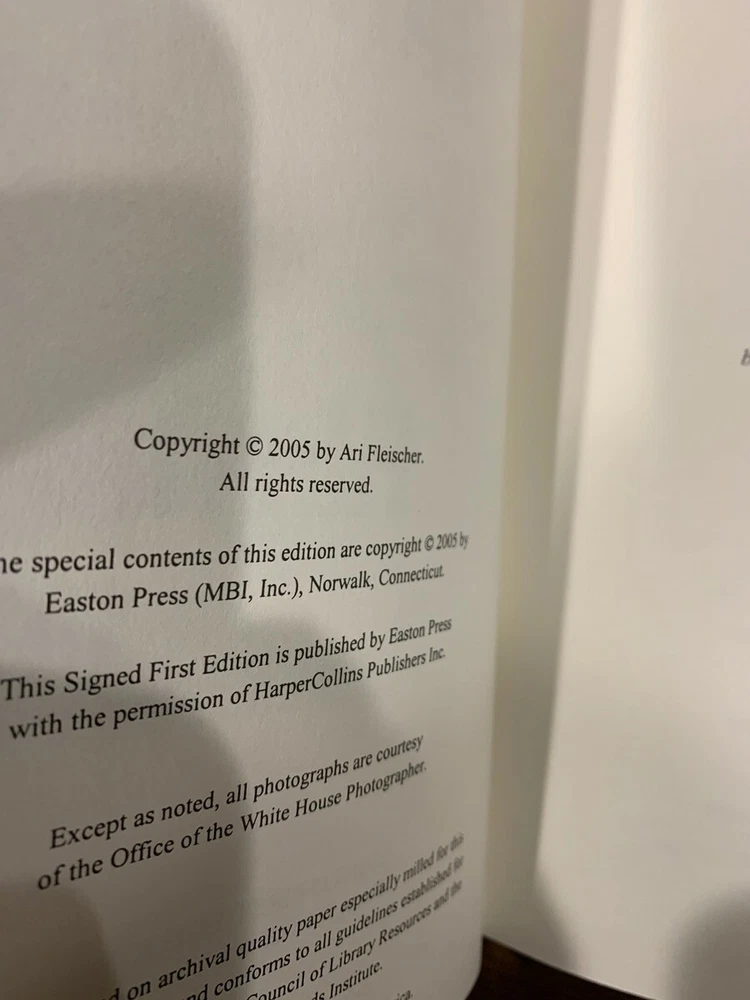 Copyright © 2005 by Ari Fleischer.
All rights reserved.
special contents of this edition are copyright © 2005 by
Easton Press (MBI, Inc.), Norwalk, Connecticut.
This Signed First Edition is published by Easton Press
with the permission of HarperCollins Publishers Inc.
Except as noted, all photographs are courtesy
of the Office of the White House Photographer.
on archival quality paper especially milled for this
conforms to all guidelines established for
Council of Library Resources and the
Institute.